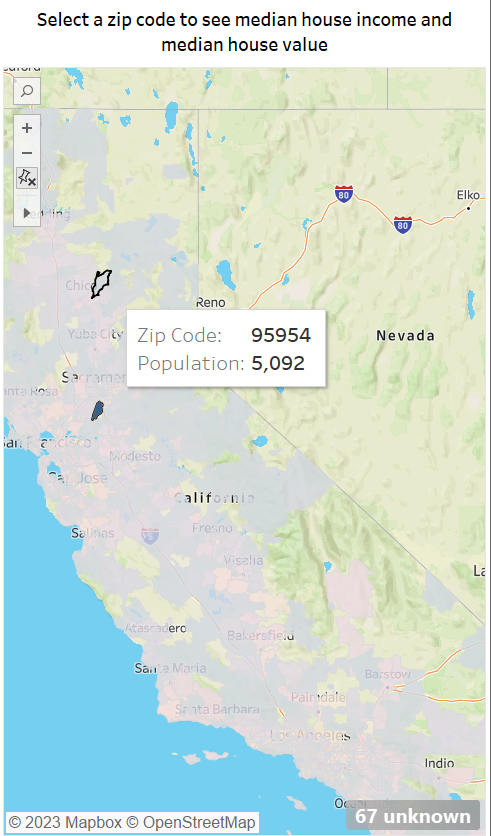 Select a zip code to see median house income and
median house value
Elko
80
80
Reno
Chico
Nevada
Yuba City
Zip Code: 95954
Population: 5,092
Santa Rosa
San Francisco
Modesto
San Jose
California
Salinas
Fresno
5
Visalia
Atascadero
Bakersfield
Santa Maria
Barstow
Palmdale
Santa Barbara
Los Angeles
Indio
67 unknown
© 2023 Mapbox © OpenStreetMap